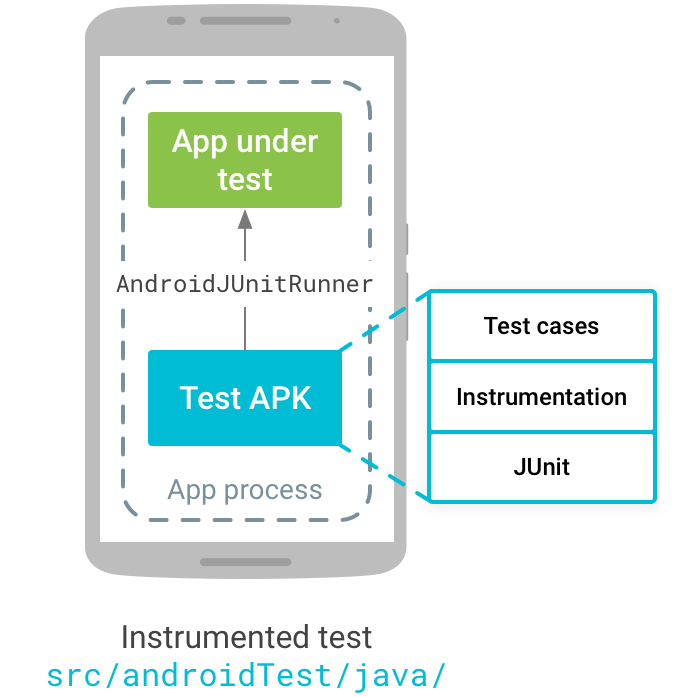 App under
test
AndroidJUnitRunner
Test cases
Instrumentation
JUnit
Test APK
App process
Instrumented test
src/androidTest/java/